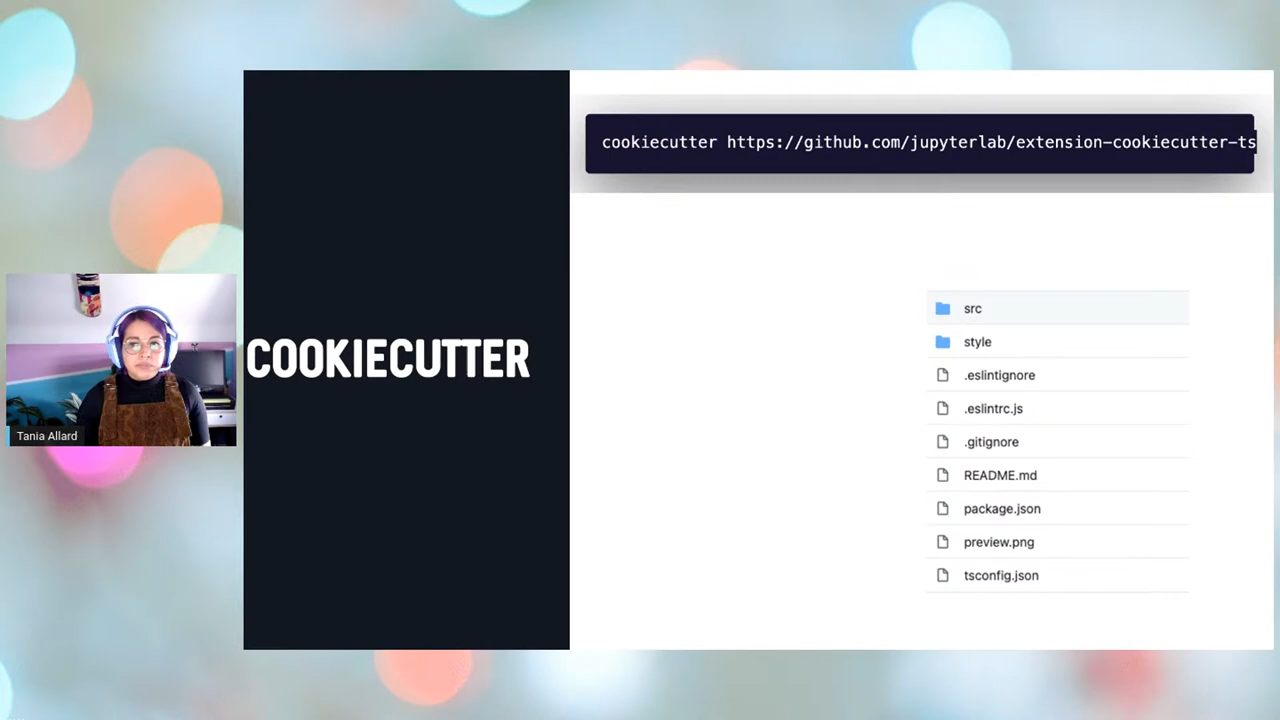 cookiecutter https://github.com/jupyterlab/extension-cookiecutter-ts
COOKIECUTTER
src
style
.eslintignore
.eslintrc.js
.gitignore
README.md
package.json
preview.png
tsconfig.json
Tania Allard